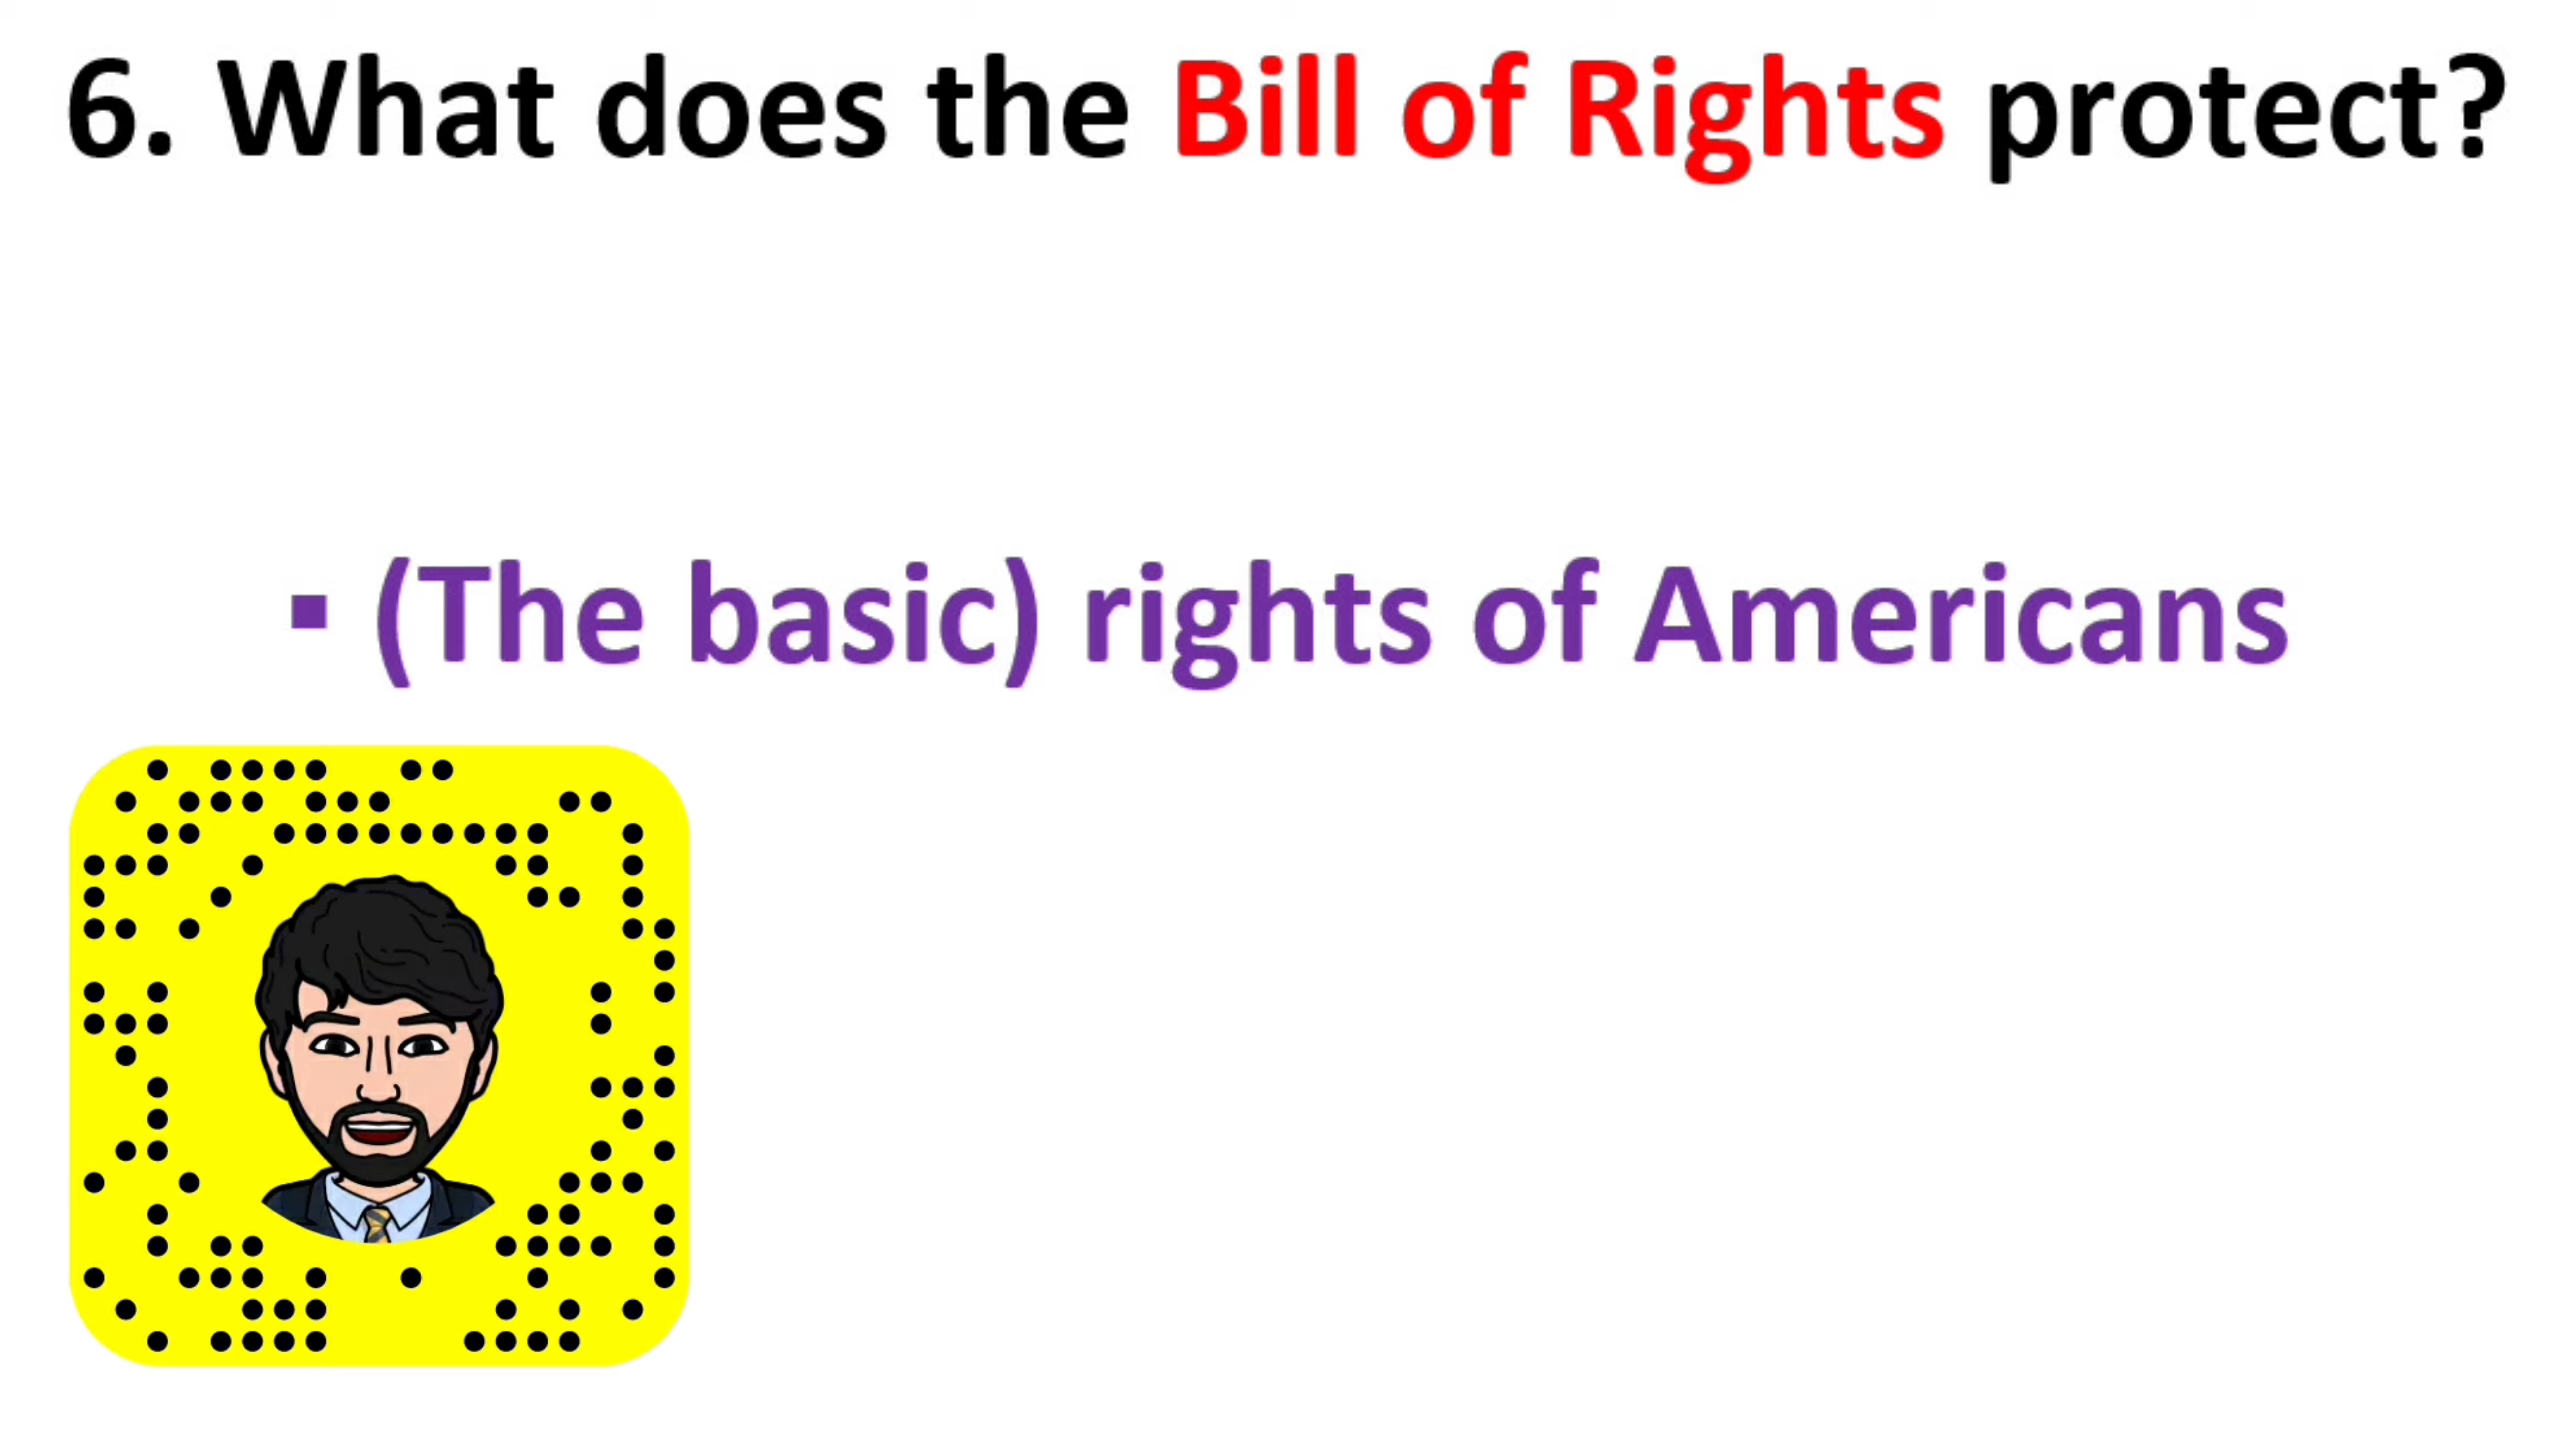 6. What does the Bill of Rights protect?
▪ (The basic) rights of Americans